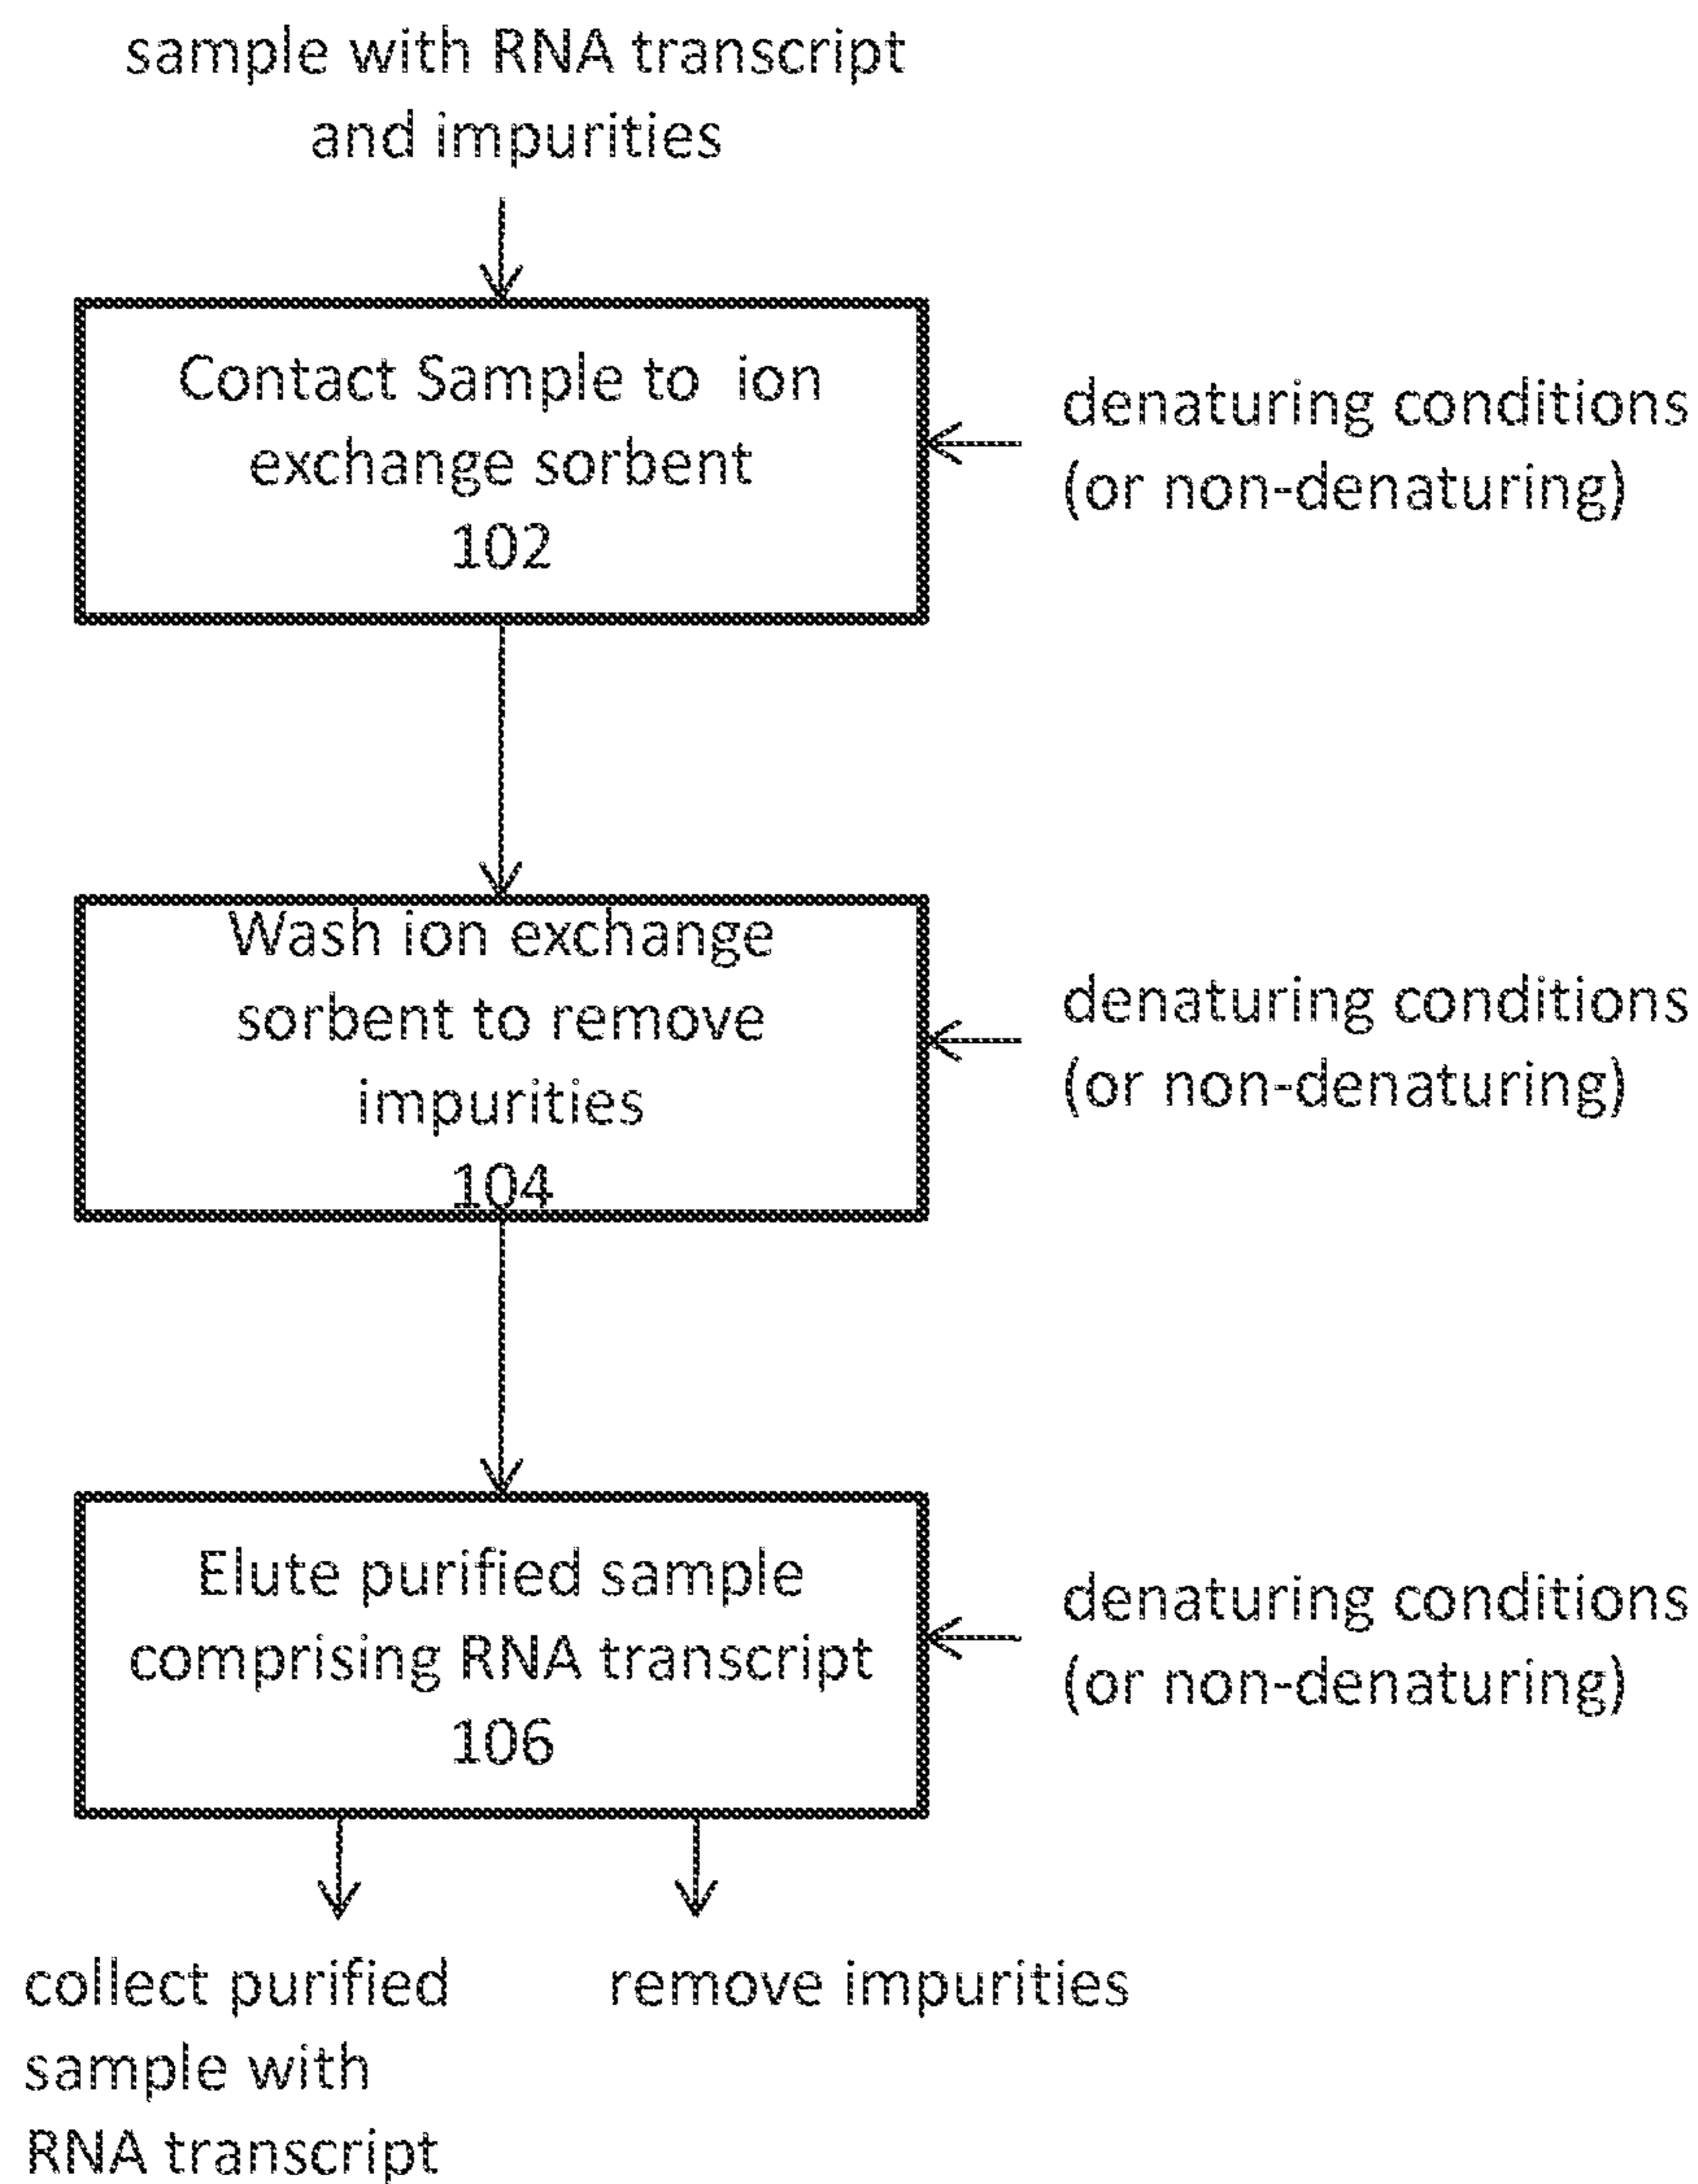 sample with RNA transcript
and impurities
Contact Sample to  ion
exchange sorbent
102
denaturing conditions
(or non-denaturing)
Wash ion exchange
sorbent to remove
impurities
104
denaturing conditions
(or non-denaturing)
Elute purified sample
comprising RNA transcript
106
denaturing conditions
(or non-denaturing)
collect purified
sample with
RNA transcript
remove impurities